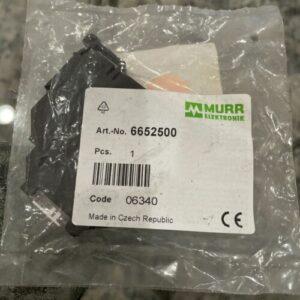 MURR
ELEKTRONIK
Art.-No. 6652500
Pcs. 1
Code 06340
Made in Czech Republic
CE